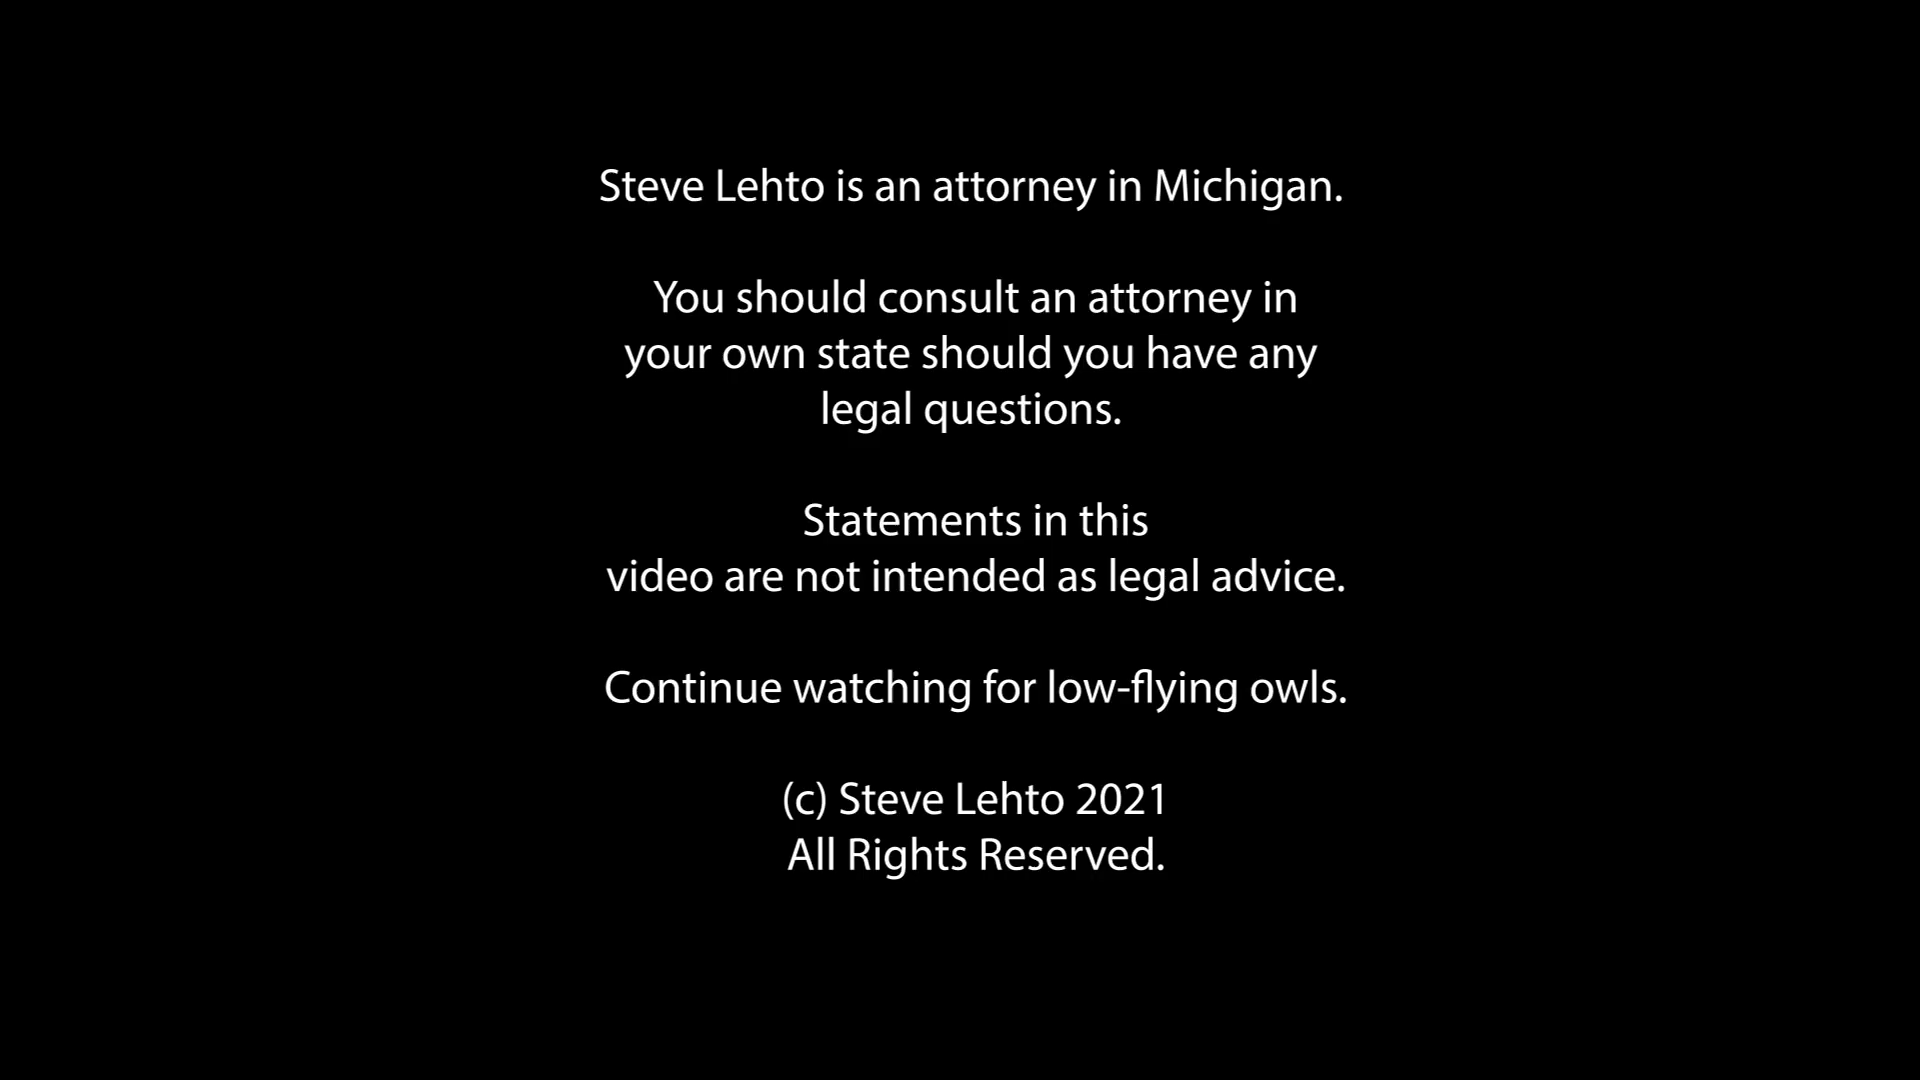 Steve Lehto is an attorney in Michigan.
You should consult an attorney in
your own state should you have any
legal questions.
Statements in this
video are not intended as legal advice.
Continue watching for low-flying owls.
(c) Steve Lehto 2021
All Rights Reserved.